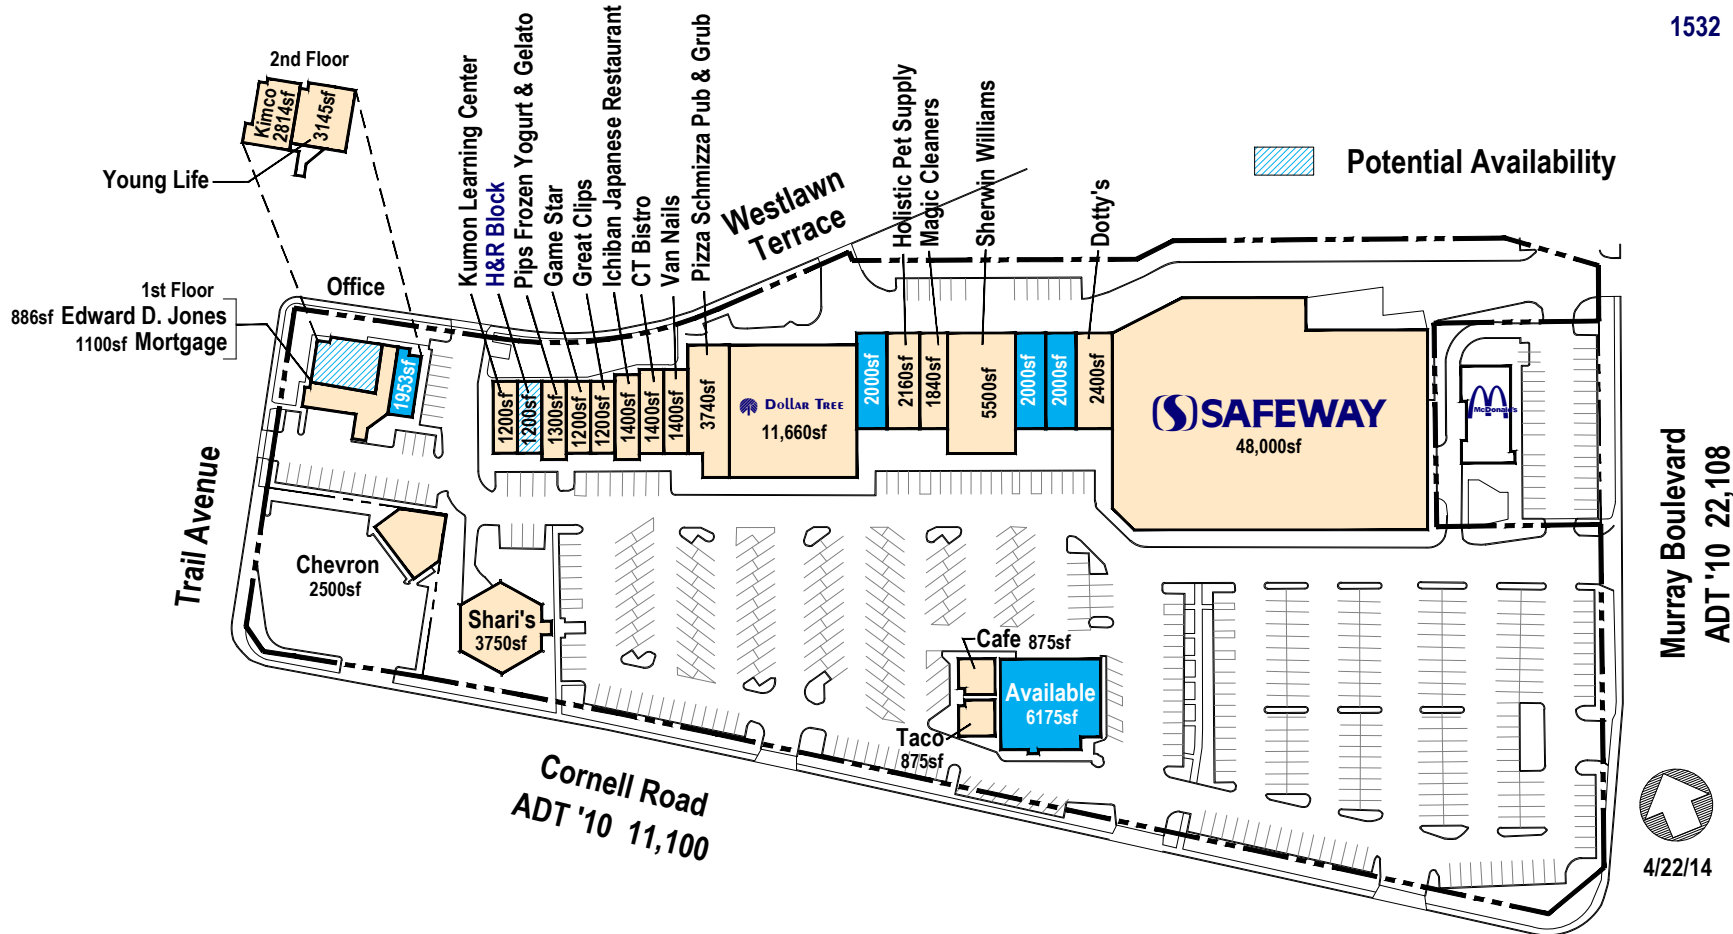 1532
2nd Floor
Kimco
2814sf
3145sf
Young Life
Potential Availability
Kumon Learning Center
H&R Block
Pips Frozen Yogurt & Gelato
Game Star
Great Clips
Ichiban Japanese Restaurant
CT Bistro
Van Nails
Pizza Schmizza Pub & Grub
Westlawn
Terrace
Holistic Pet Supply
Magic Cleaners
Sherwin Williams
Dotty's
Office
1st Floor
886sf Edward D. Jones
1100sf Mortgage
1953sf
1200sf
1200sf
1300sf
1200sf
1200sf
1400sf
1400sf
1400sf
3740sf
DOLLAR TREE
11,660sf
2000sf
2160sf
1840sf
5500sf
2000sf
2000sf
2400sf
SAFEWAY
48,000sf
McDonald's
Trail Avenue
Chevron
2500sf
Shari's
3750sf
Cafe 875sf
Available
6175sf
Taco
875sf
Murray Boulevard
ADT '10 22,108
Cornell Road
ADT '10 11,100
4/22/14